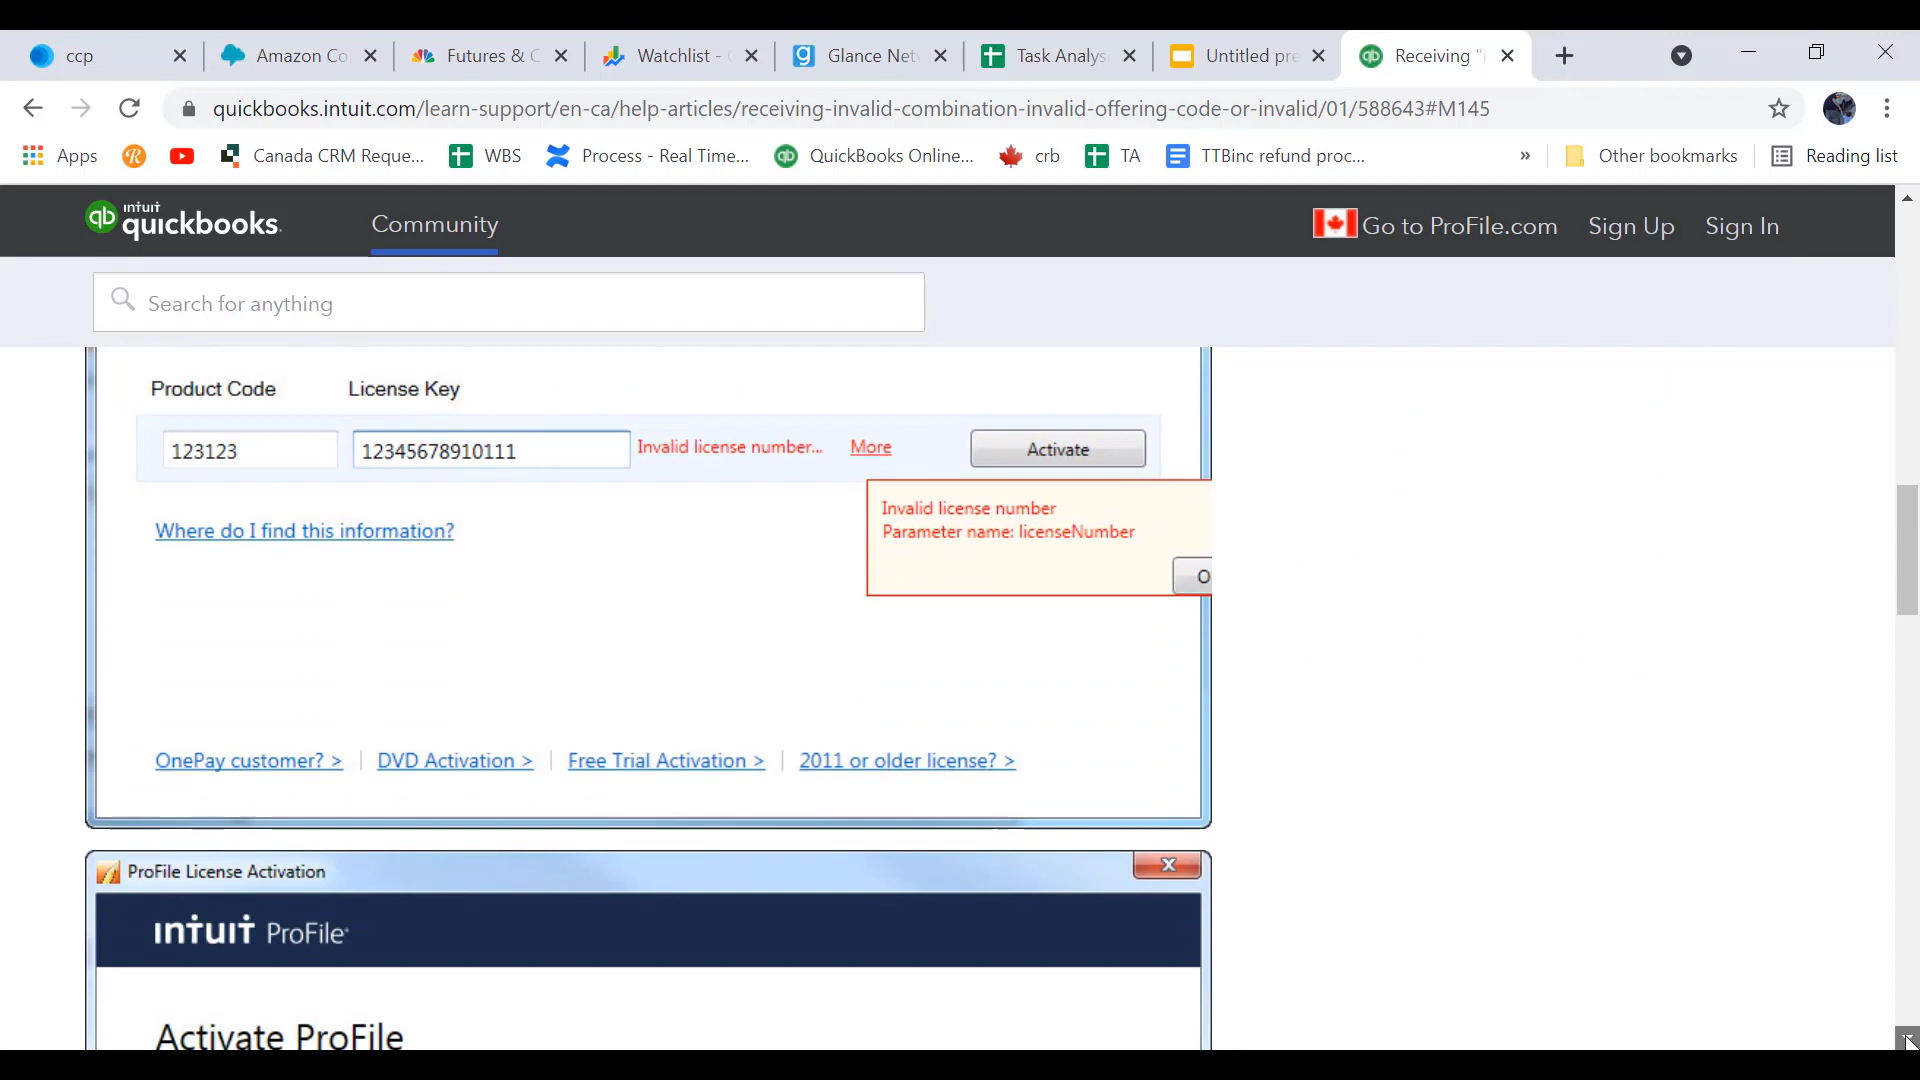 ccp
Amazon Co
Futures & C
Watchlist -
Glance Net
Task Analys
Untitled pre
Receiving "i
quickbooks.intuit.com/learn-support/en-ca/help-articles/receiving-invalid-combination-invalid-offering-code-or-invalid/01/588643#M145
Apps
Canada CRM Reque...
WBS
Process - Real Time...
QuickBooks Online...
crb
TA
TTBinc refund proc...
»
Other bookmarks
Reading list
intuit
quickbooks.
Community
Go to ProFile.com
Sign Up
Sign In
Search for anything
Product Code
License Key
123123
12345678910111
Invalid license number...
More
Activate
Invalid license number
Parameter name: licenseNumber
O
Where do I find this information?
OnePay customer? >
DVD Activation >
Free Trial Activation >
2011 or older license? >
ProFile License Activation
intuit ProFile
Activate ProFile